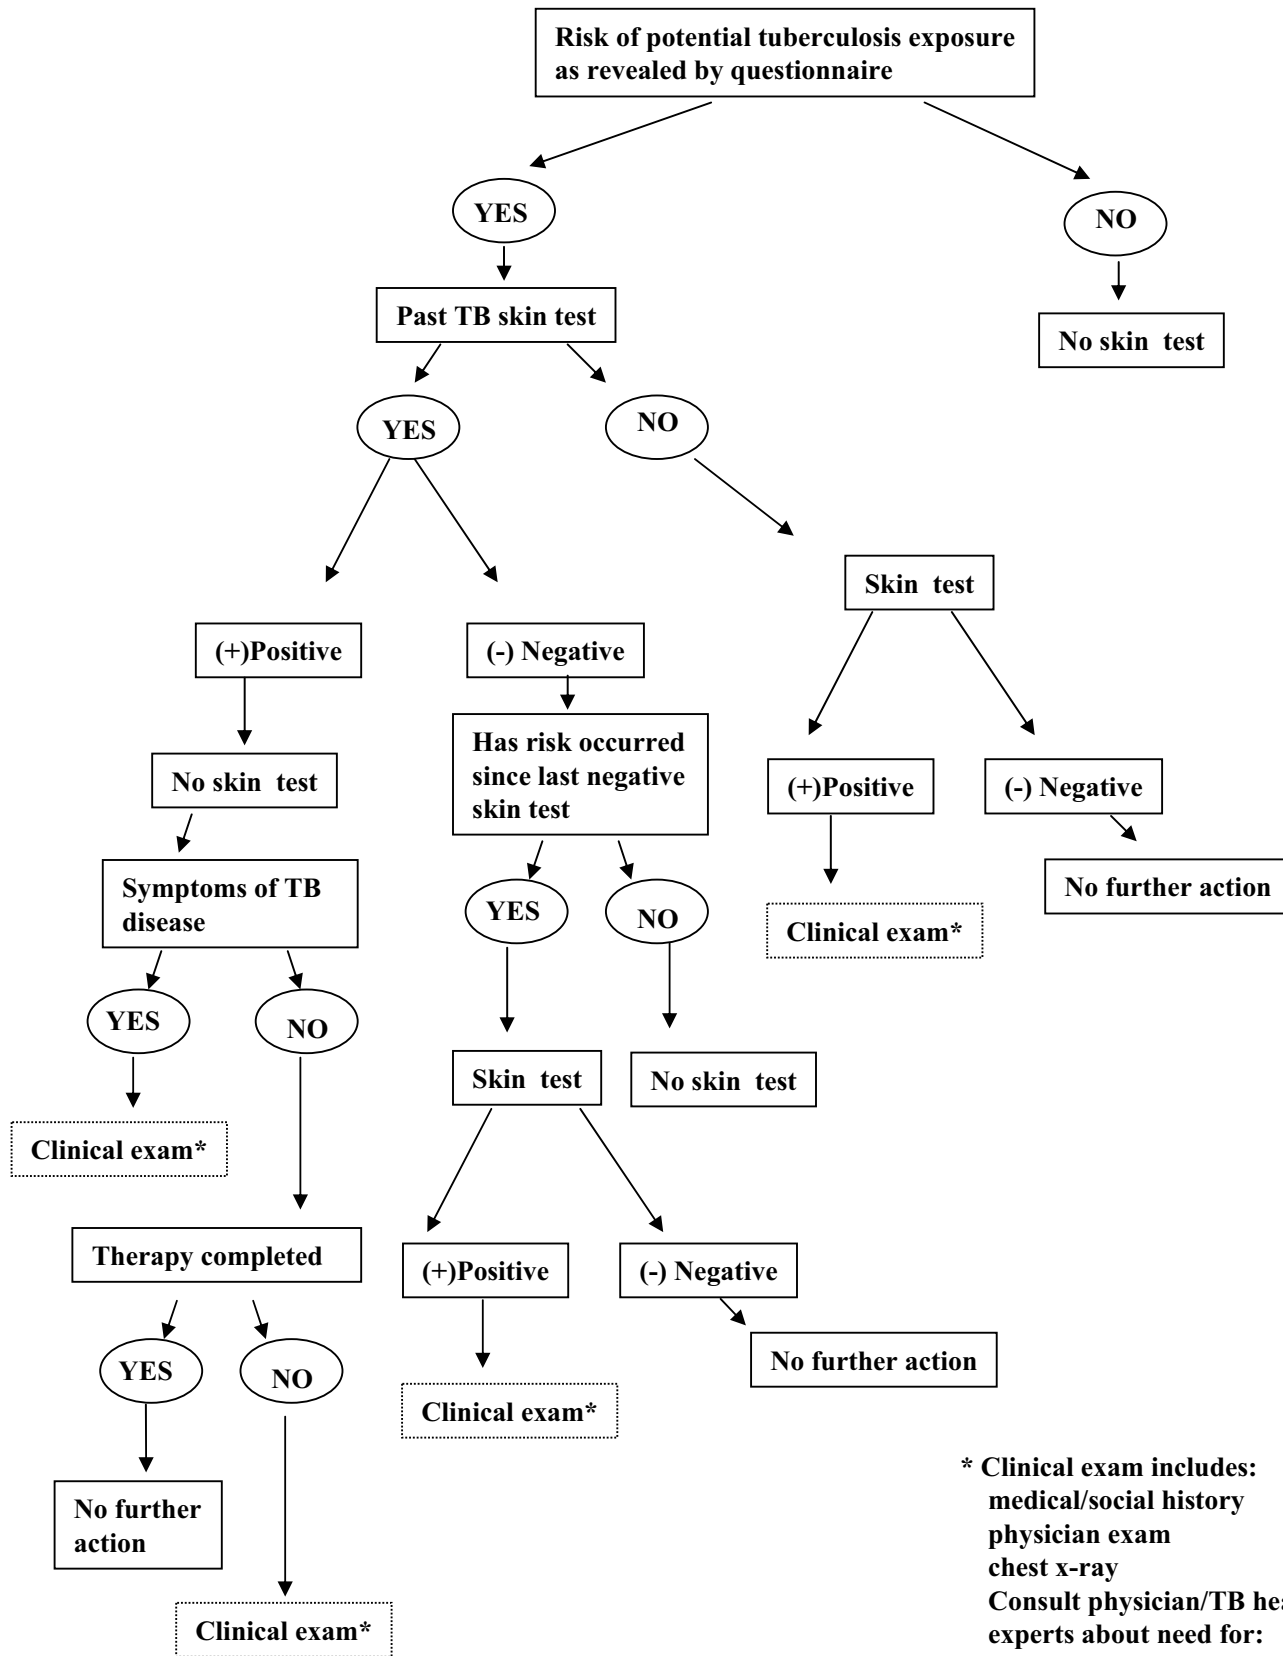 Risk of potential tuberculosis exposure
as revealed by questionnaire
YES
NO
Past TB skin test
No skin test
YES
NO
Skin test
(+)Positive
(-) Negative
No skin test
Has risk occurred
since last negative
skin test
(+)Positive
(-) Negative
Symptoms of TB
disease
YES
NO
Clinical exam*
No further action
YES
NO
Skin test
No skin test
Clinical exam*
Therapy completed
(+)Positive
(-) Negative
YES
NO
No further action
Clinical exam*
No further
action
Clinical exam*
* Clinical exam includes:
medical/social history
physician exam
chest x-ray
Consult physician/TB
experts about need for: